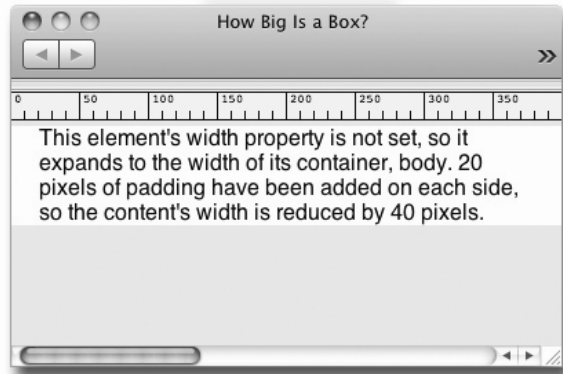 How Big Is a Box?
0 50 100 150 200 250 300 350
This element's width property is not set, so it
expands to the width of its container, body. 20
pixels of padding have been added on each side,
so the content's width is reduced by 40 pixels.